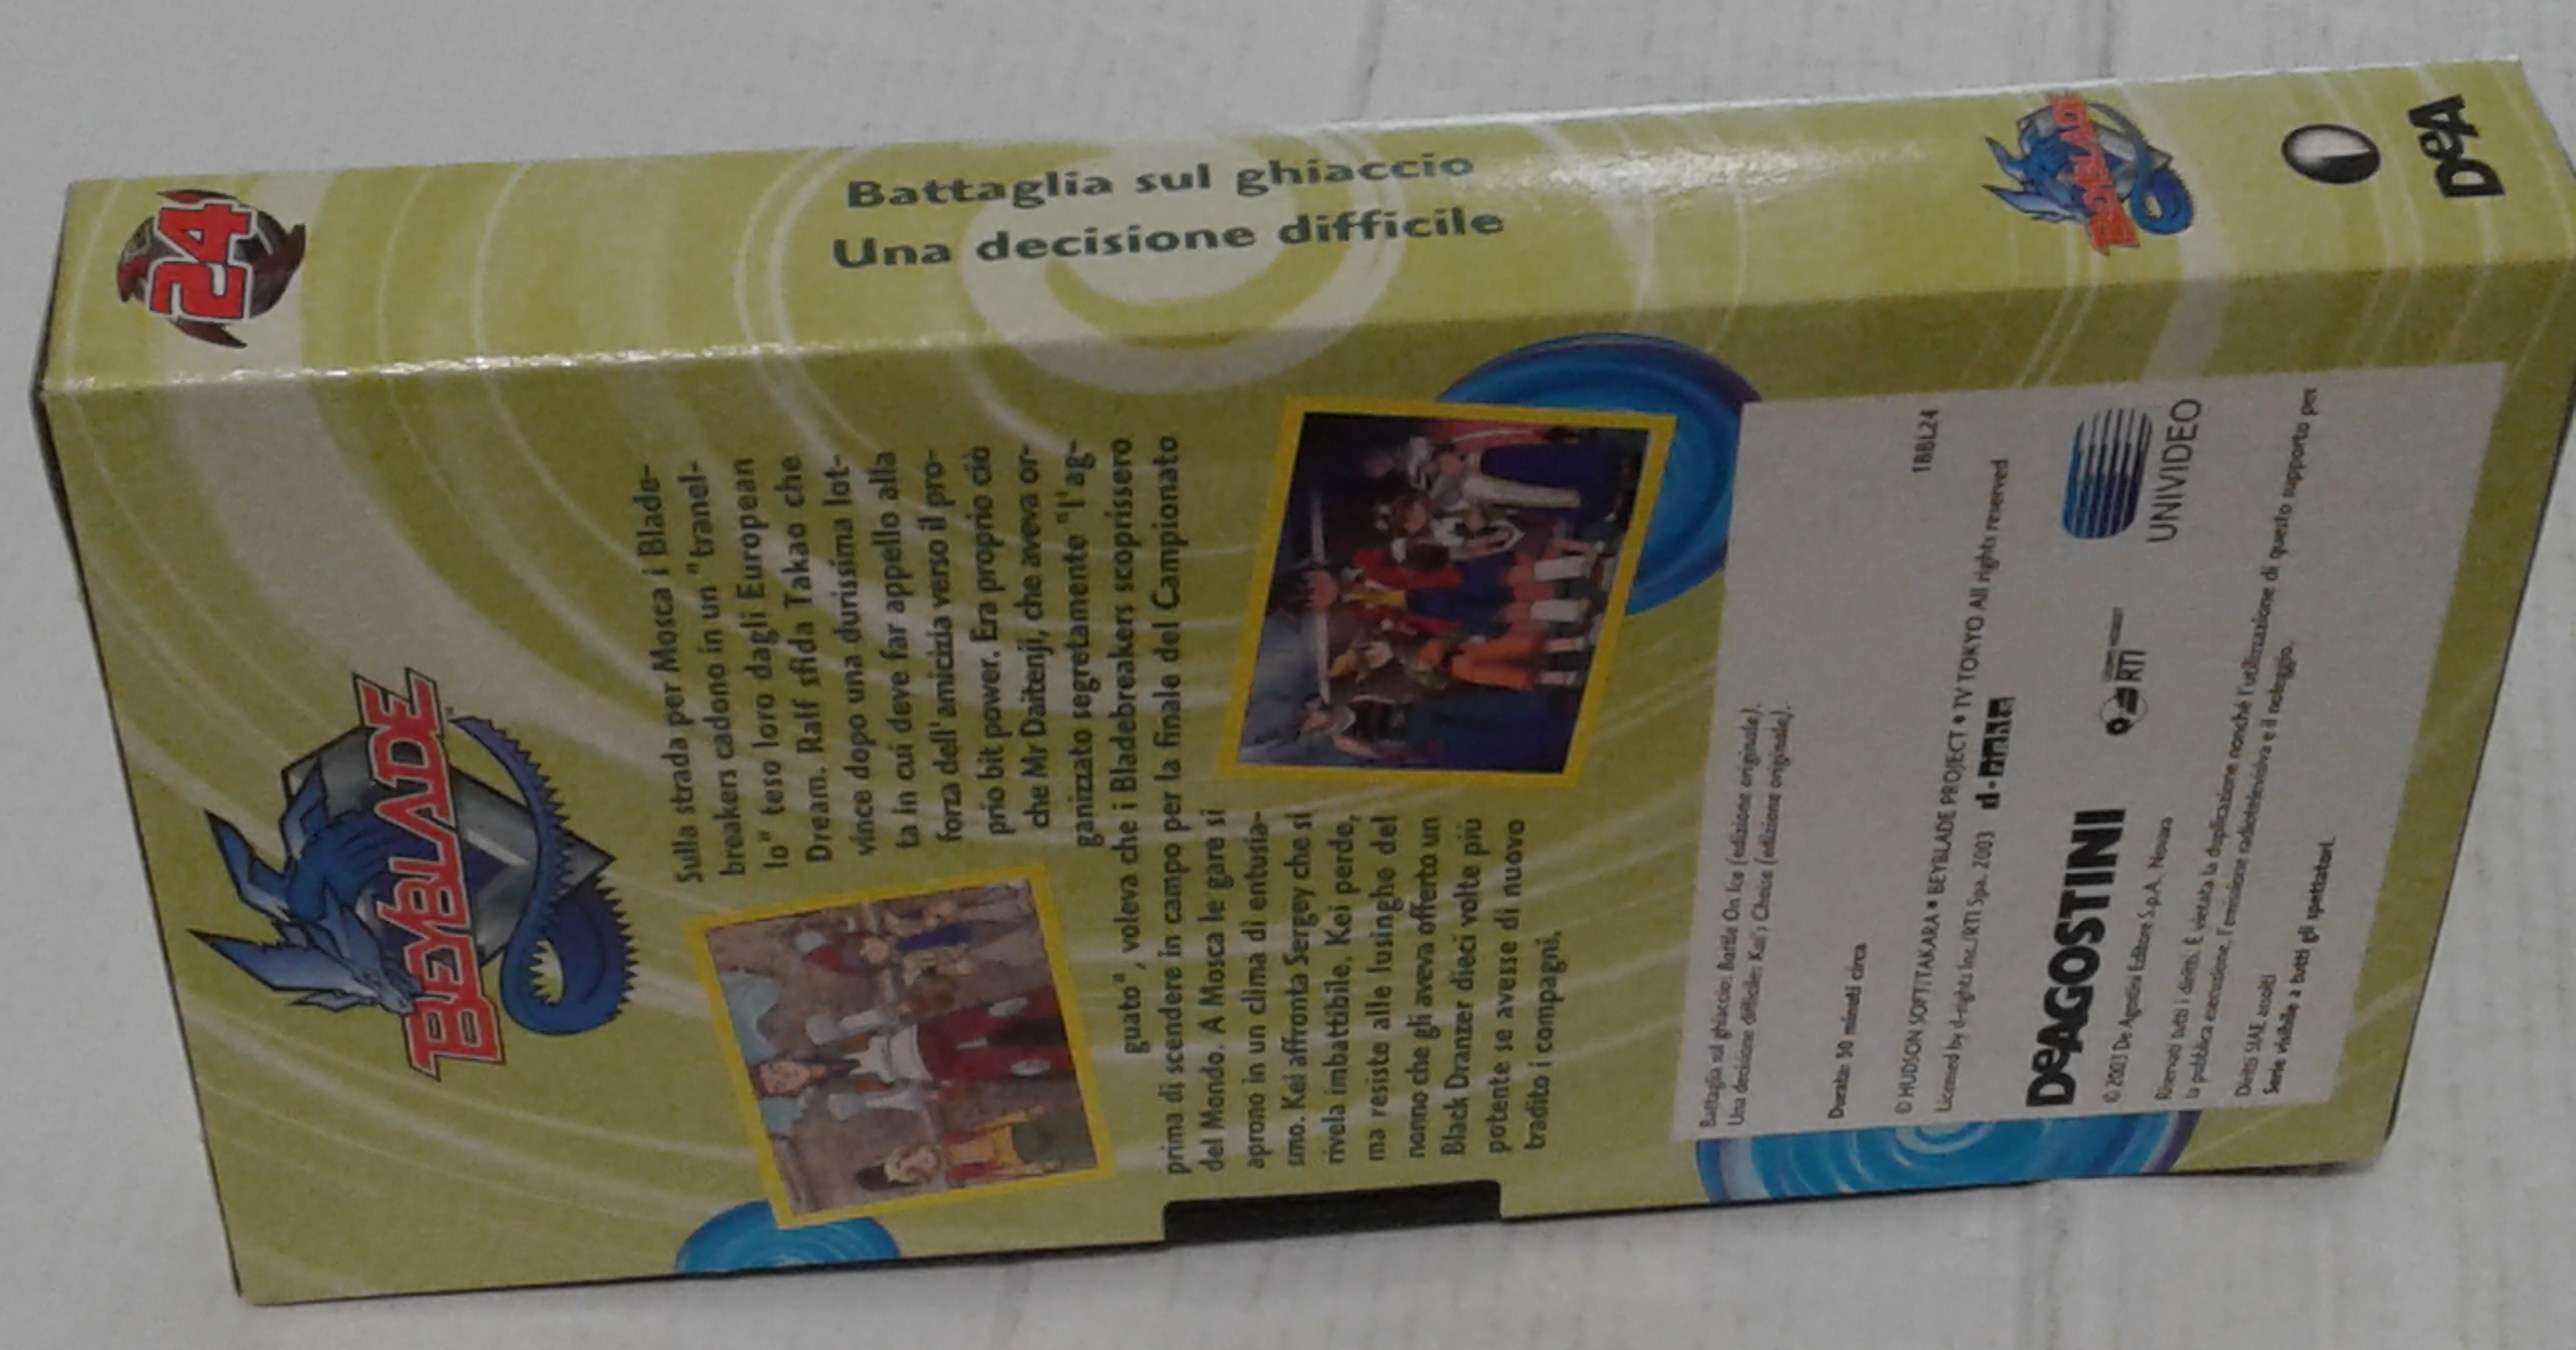 24
Battaglia sul ghiaccio
Una decisione difficile
BEYBLADE
DeA
BEYBLADE
Sulla strada per Mosca i Blade-
breakers cadono in un "tranel-
lo" teso loro dagli European
Dream. Ralf sfida Takao che
vince dopo una durissima lot-
ta in cui deve far appello alla
forza dell'amicizia verso il pro-
prio bit power. Era proprio ciò
che Mr Daitenji, che aveva or-
ganizzato segretamente "l'ag-
guato", voleva che i Bladebreakers scoprissero
prima di scendere in campo per la finale del Campionato
del Mondo. A Mosca le gare si
aprono in un clima di entusia-
smo. Kei affronta Sergey che si
rivela imbattibile. Kei perde,
ma resiste alle lusinghe del
nonno che gli aveva offerto un
Black Dranzer dieci volte più
potente se avesse di nuovo
tradito i compagni.
Battaglia sul ghiaccio: Battle On Ice (edizione originale).
Una decisione difficile: Kai's Choise (edizione originale).
Durata: 50 minuti circa
TBBL24
© HUDSON SOFT/TAKARA • BEYBLADE PROJECT • TV TOKYO All rights reserved
Licensed by d-rights Inc./RTI Spa. 2003
DeAGOSTINI
RTI
UNIVIDEO
© 2003 De Agostini Editore S.p.A. Novara
Riservati tutti i diritti. È vietata la duplicazione nonché l'utilizzazione di questo supporto per
la pubblica esecuzione, l'emissione radiotelevisiva e il noleggio.
Diritti SIAE assolti
Serie visibile a tutti gli spettatori.